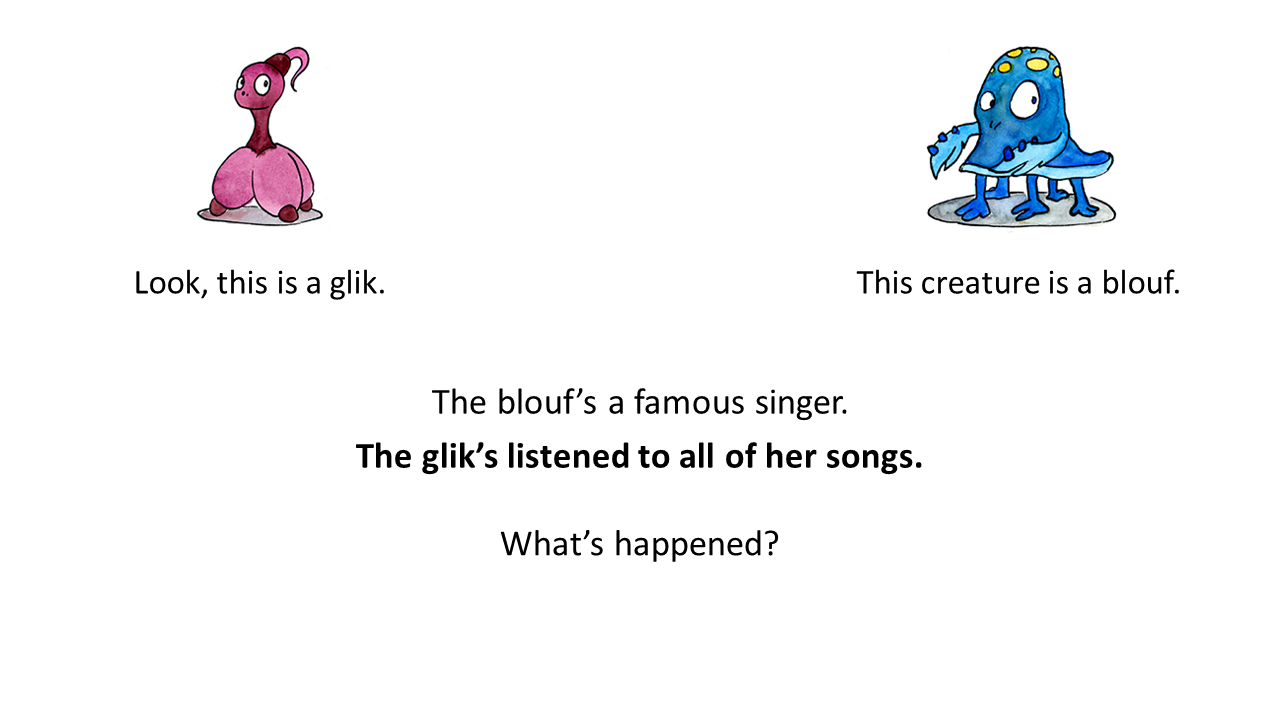 Look, this is a glik.
This creature is a blouf.
The blouf’s a famous singer.
The glik’s listened to all of her songs.
What’s happened?